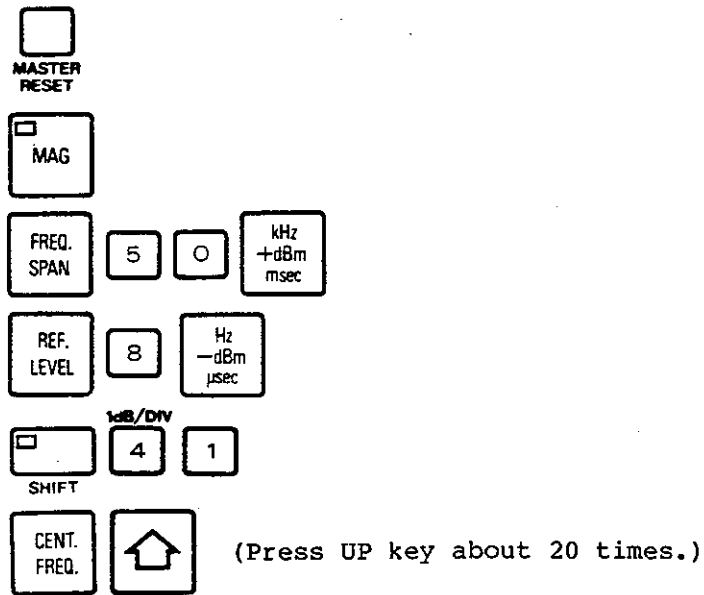 MASTER
RESET
MAG
FREQ.
SPAN
5
0
kHz
+dBm
msec
REF.
LEVEL
8
Hz
−dBm
μsec
SHIFT
1dB/DIV
4
1
CENT.
FREQ.
(Press UP key about 20 times.)